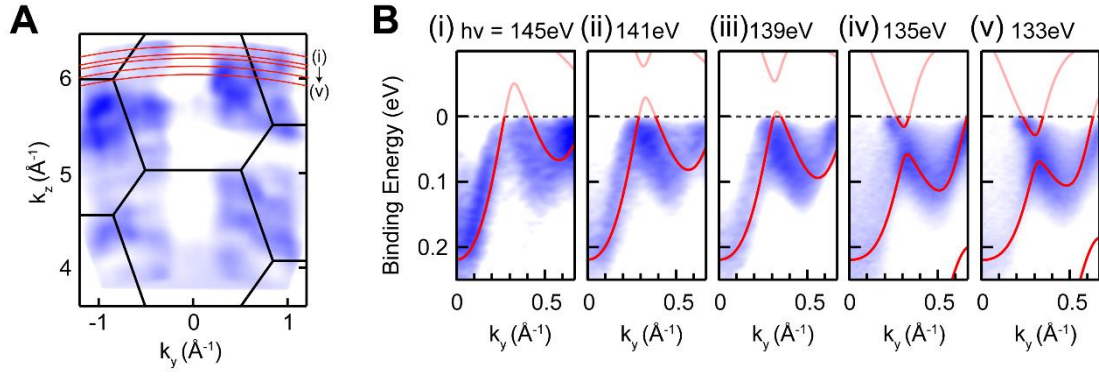 A
B
(i) hν = 145eV
(ii) 141eV
(iii) 139eV
(iv) 135eV
(v) 133eV
(i)
(v)
6
5
4
k_z (Å⁻¹)
-1 0 1
k_y (Å⁻¹)
0
0.1
0.2
Binding Energy (eV)
0 0.5
0 0.5
0 0.5
0 0.5
0 0.5
k_y (Å⁻¹)
k_y (Å⁻¹)
k_y (Å⁻¹)
k_y (Å⁻¹)
k_y (Å⁻¹)